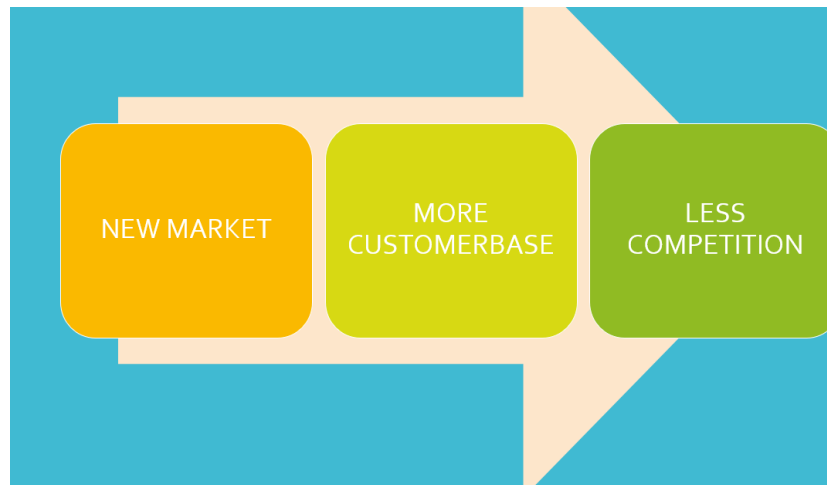 NEW MARKET
MORE
CUSTOMERBASE
LESS
COMPETITION